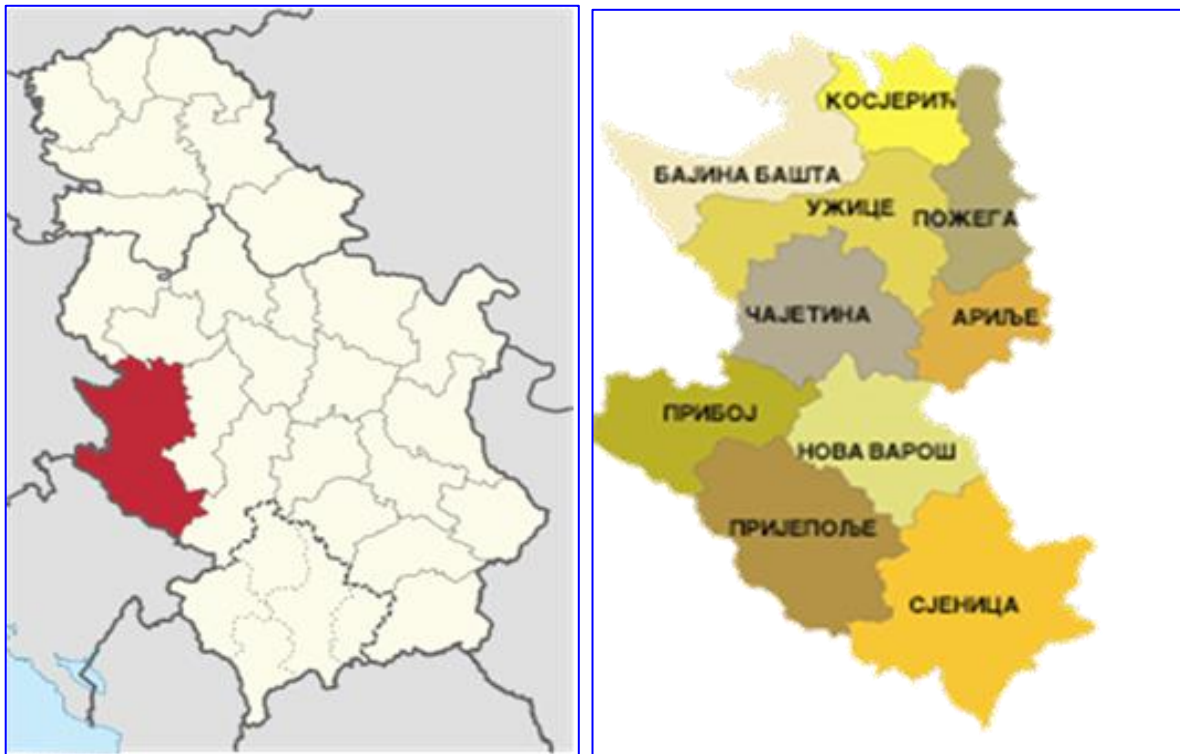 КОСЈЕРИЋ
БАЈИНА БАШТА
УЖИЦЕ
ПОЖЕГА
ЧАЈЕТИНА
АРИЉЕ
ПРИБОЈ
НОВА ВАРОШ
ПРИЈЕПОЉЕ
СЈЕНИЦА